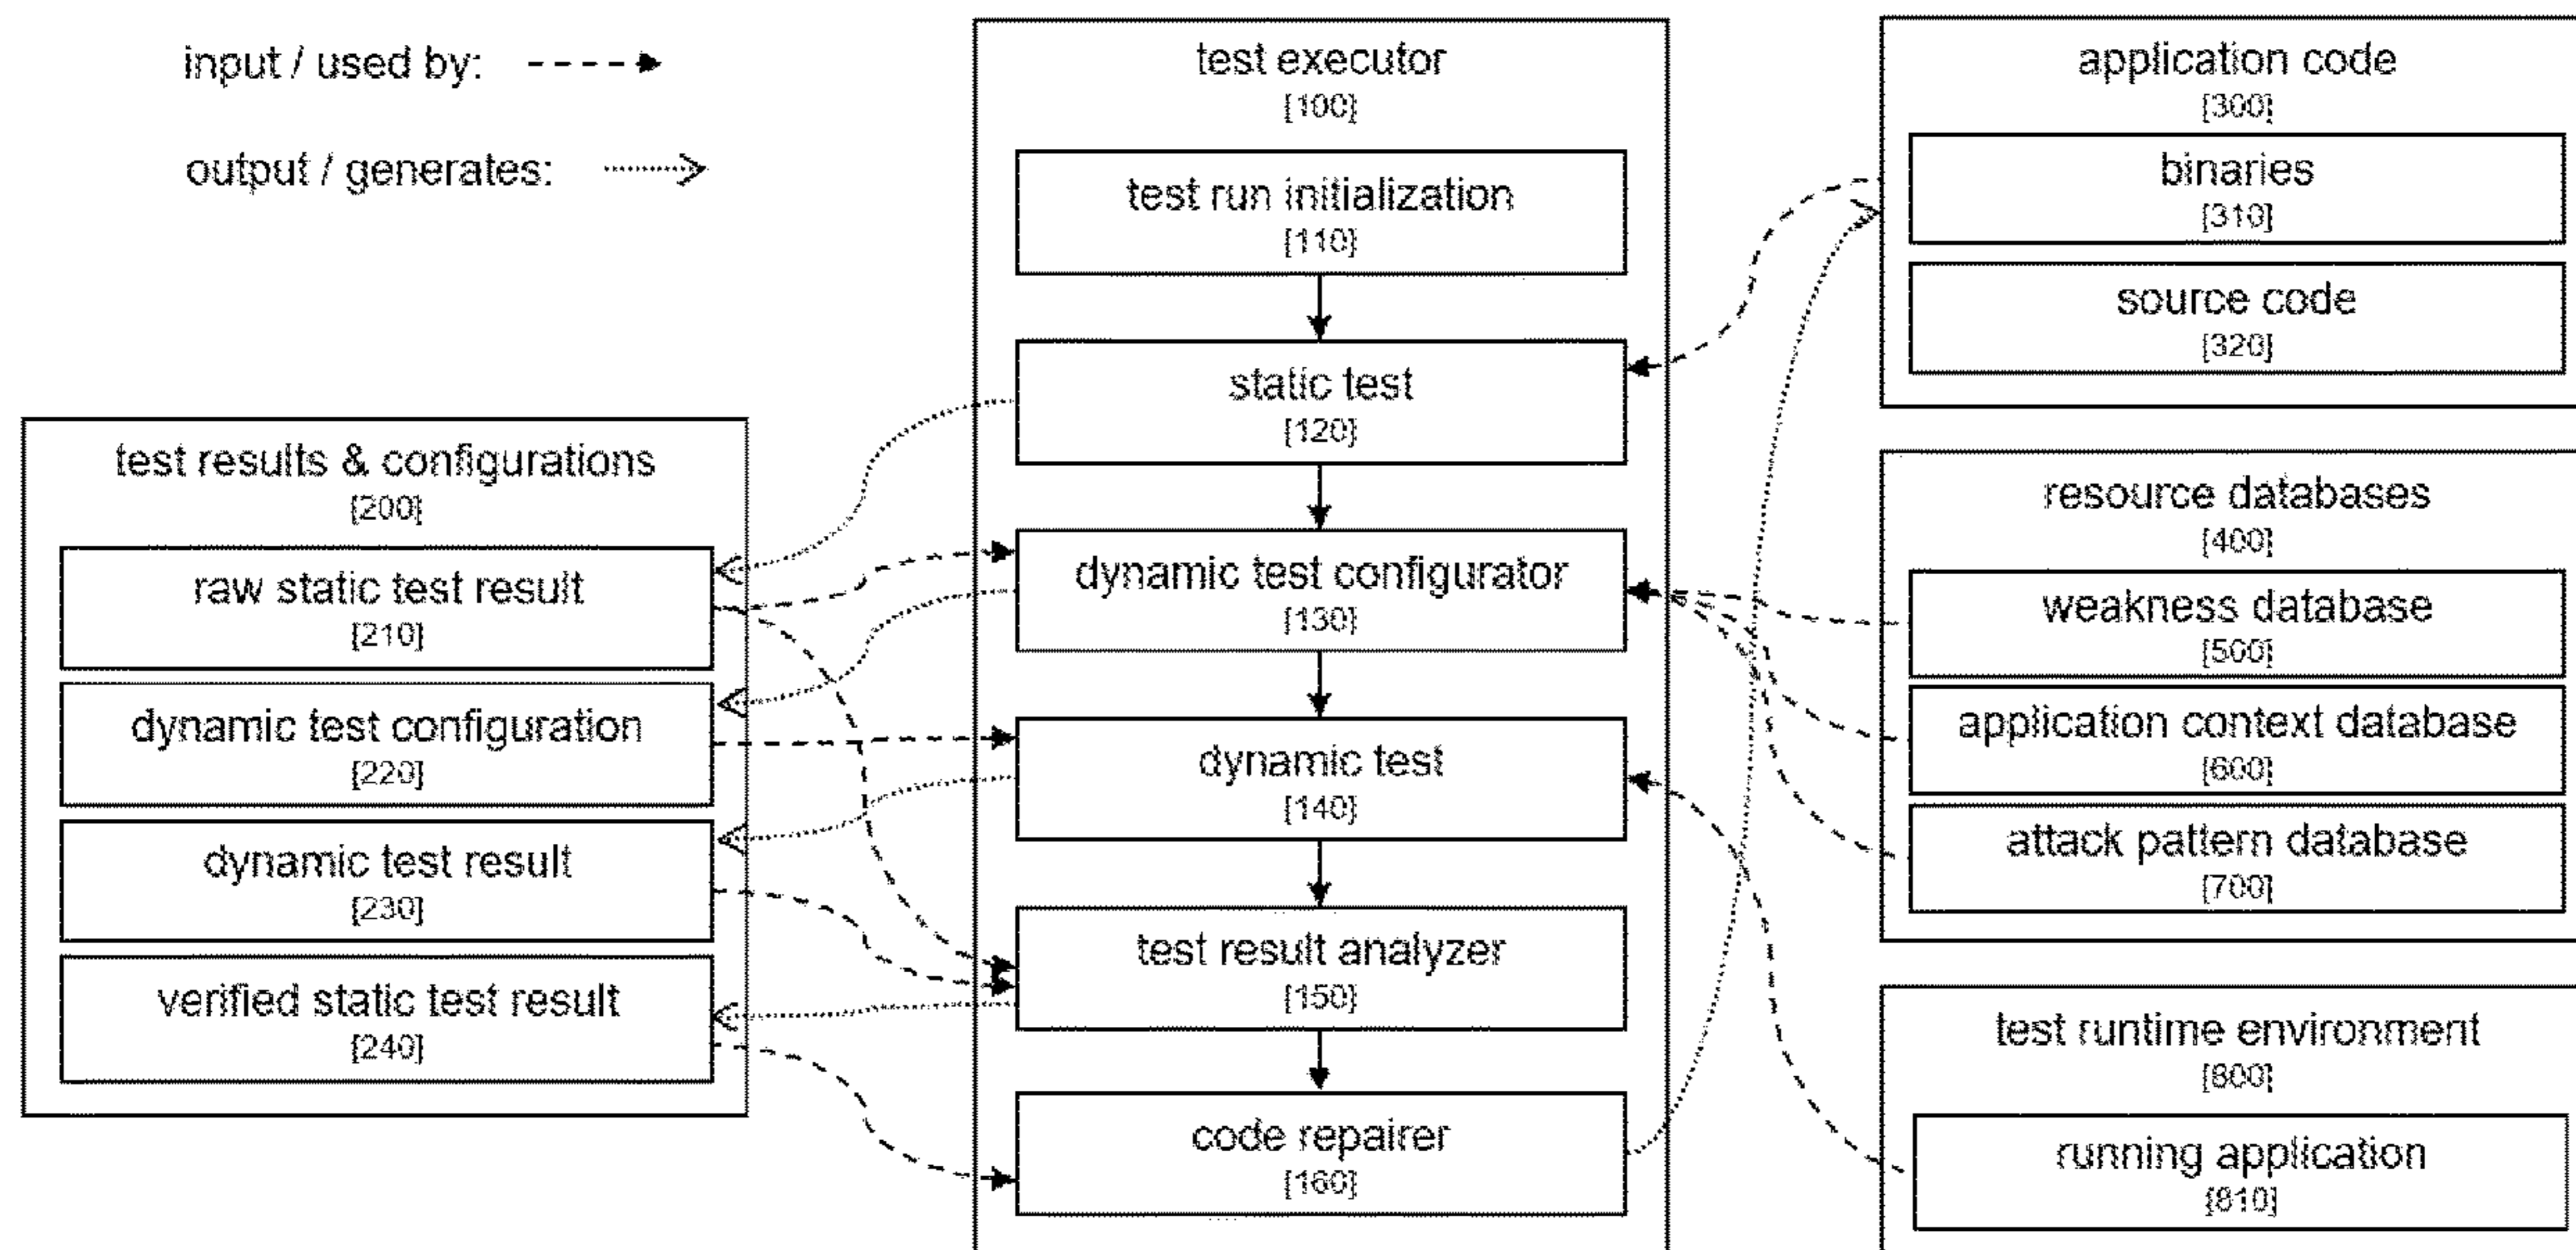 input / used by:
output / generates:
test results & configurations
[200]
raw static test result
[210]
dynamic test configuration
[220]
dynamic test result
[230]
verified static test result
[240]
test executor
[100]
test run initialization
[110]
static test
[120]
dynamic test configurator
[130]
dynamic test
[140]
test result analyzer
[150]
code repairer
[160]
application code
[300]
binaries
[310]
source code
[320]
resource databases
[400]
weakness database
[500]
application context database
[600]
attack pattern database
[700]
test runtime environment
[800]
running application
[810]